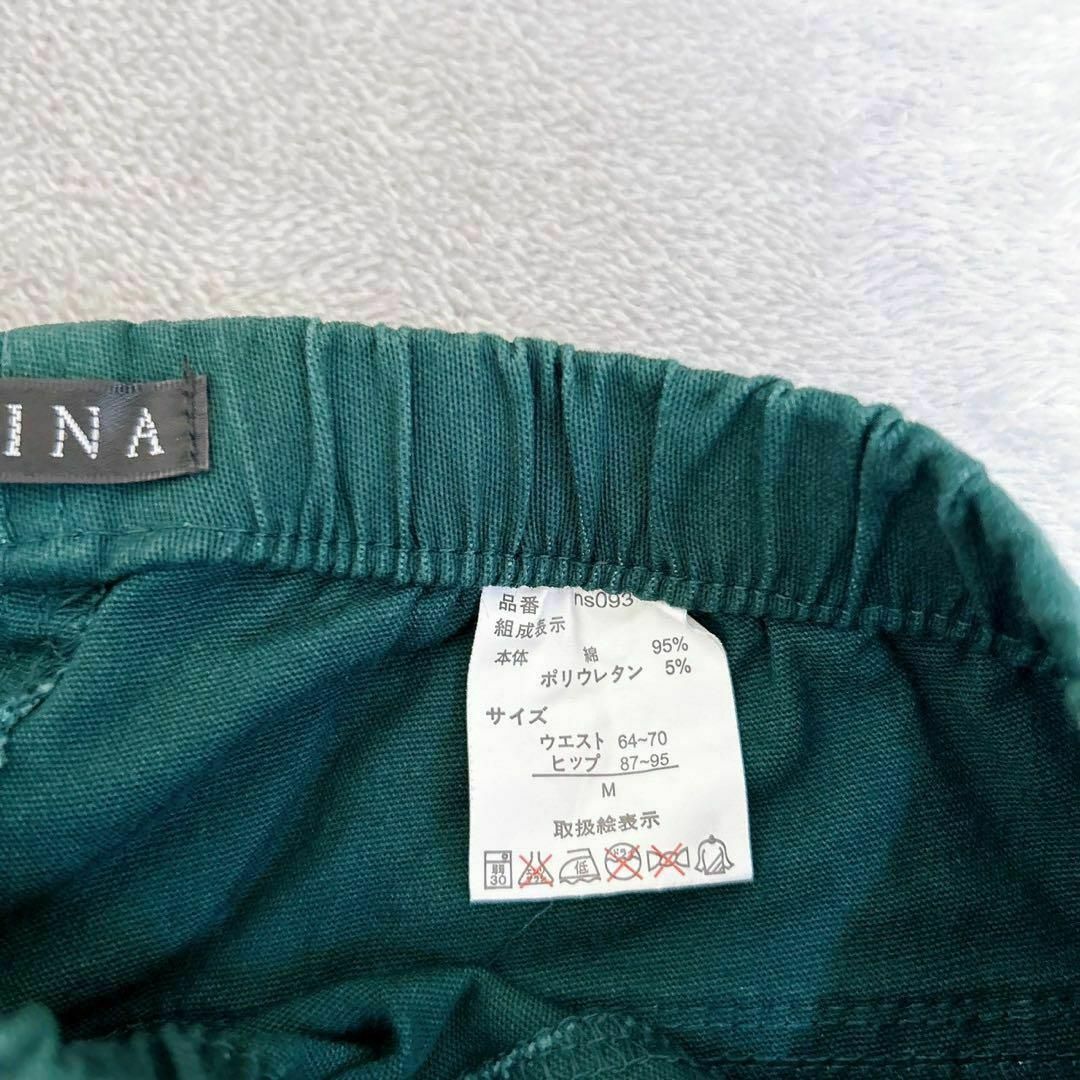 INA
品番 ns093
組成表示
本体 綿 95%
ポリウレタン 5%
サイズ
ウエスト 64~70
ヒップ 87~95
M
取扱絵表示
30 低